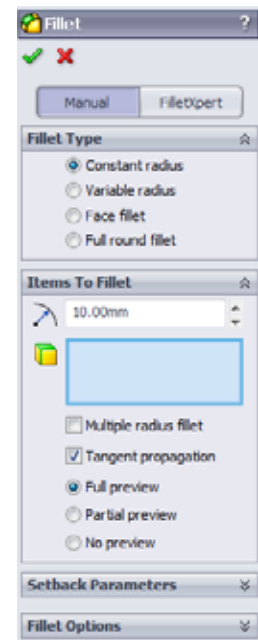 Fillet ?
Manual FilletXpert
Fillet Type
Constant radius
Variable radius
Face fillet
Full round fillet
Items To Fillet
10.00mm
Multiple radius fillet
Tangent propagation
Full preview
Partial preview
No preview
Setback Parameters
Fillet Options